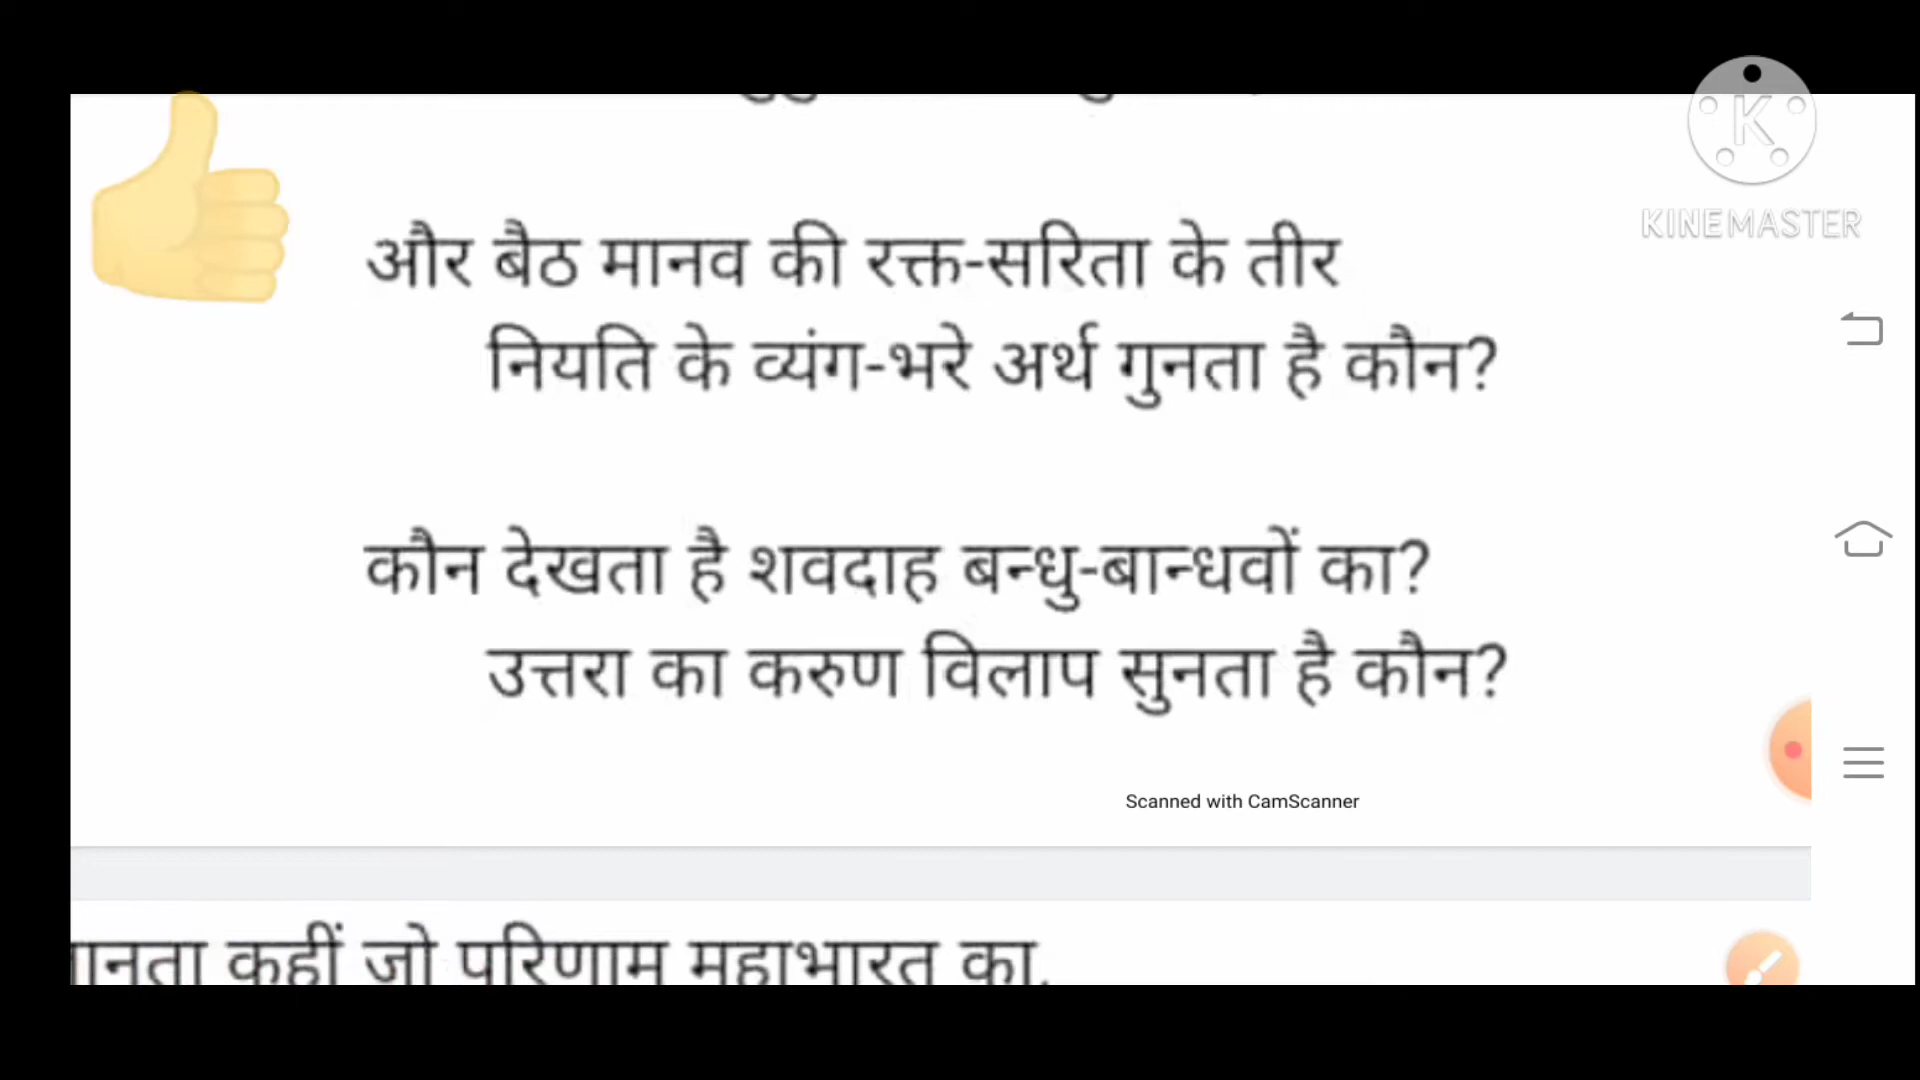 KINEMASTER
और बैठ मानव की रक्त-सरिता के तीर
नियति के व्यंग-भरे अर्थ गुनता है कौन?
कौन देखता है शवदाह बन्धु-बान्धवों का?
उत्तरा का करुण विलाप सुनता है कौन?
Scanned with CamScanner
कहीं जो परिणाम महाभारत का,